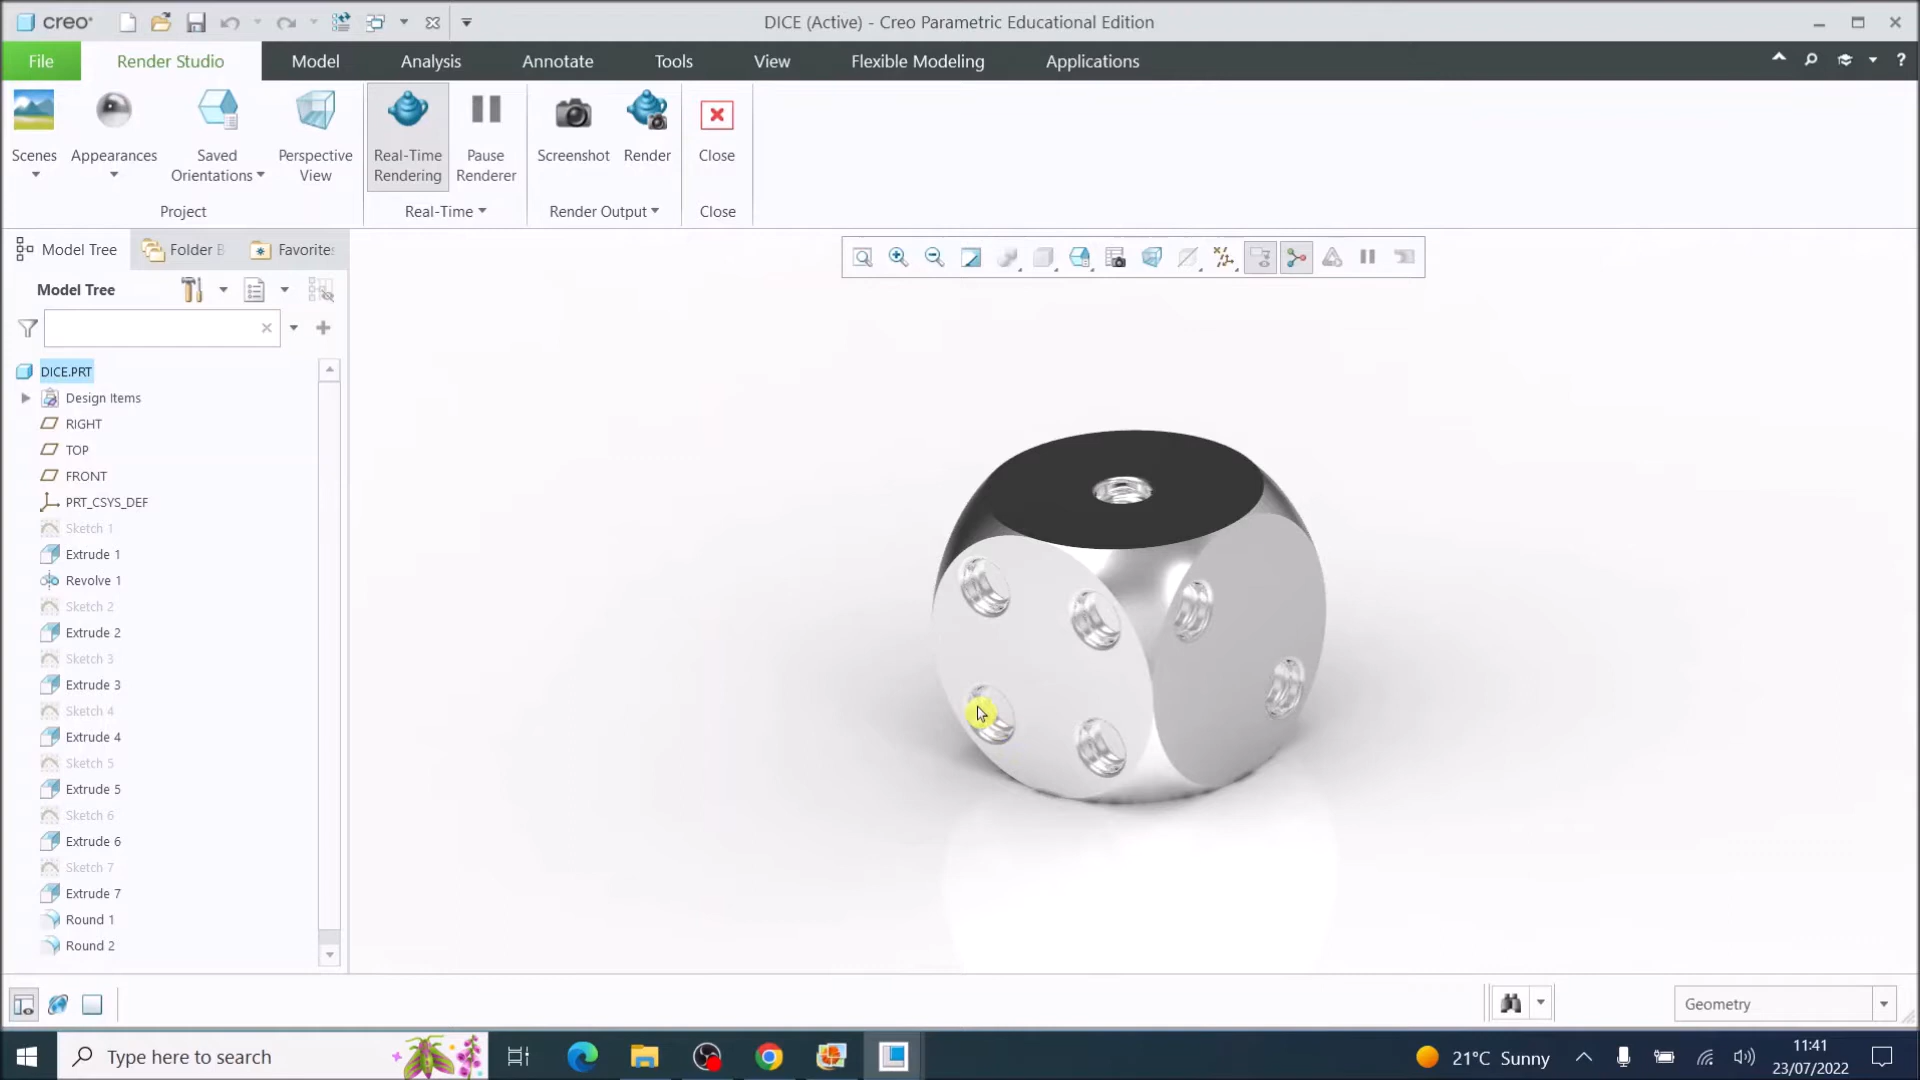 creo®
DICE (Active) - Creo Parametric Educational Edition
File
Render Studio
Model
Analysis
Annotate
Tools
View
Flexible Modeling
Applications
Scenes
Appearances
Saved Orientations
Perspective View
Real-Time Rendering
Pause Renderer
Screenshot
Render
Close
Project
Real-Time
Render Output
Close
Model Tree
Folder B
Favorites
Model Tree
DICE.PRT
Design Items
RIGHT
TOP
FRONT
PRT_CSYS_DEF
Sketch 1
Extrude 1
Revolve 1
Sketch 2
Extrude 2
Sketch 3
Extrude 3
Sketch 4
Extrude 4
Sketch 5
Extrude 5
Sketch 6
Extrude 6
Sketch 7
Extrude 7
Round 1
Round 2
Geometry
Type here to search
21°C Sunny
11:41
23/07/2022